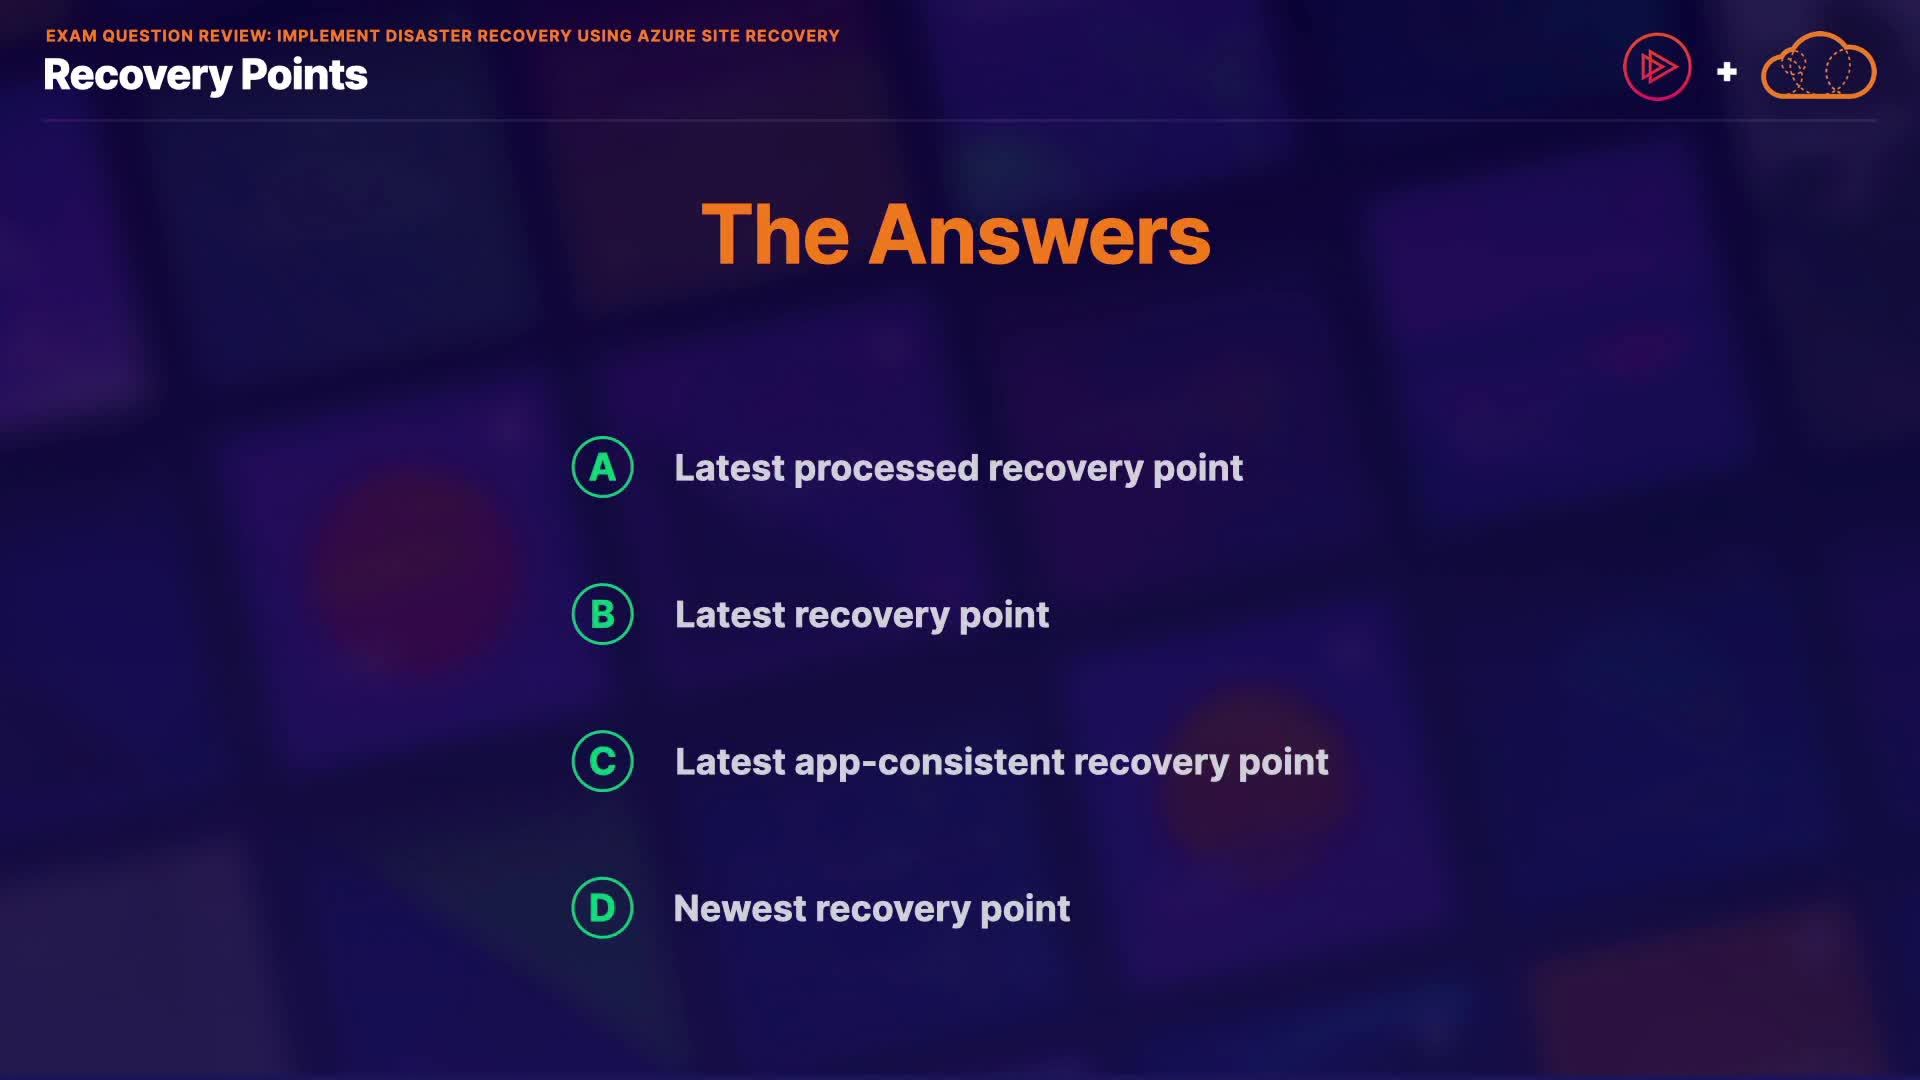 EXAM QUESTION REVIEW: IMPLEMENT DISASTER RECOVERY USING AZURE SITE RECOVERY
Recovery Points
+
The Answers
A Latest processed recovery point
B Latest recovery point
C Latest app-consistent recovery point
D Newest recovery point